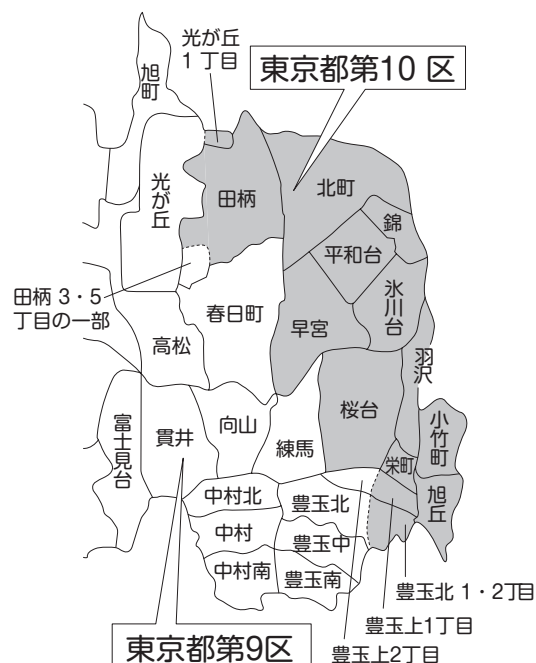 光が丘
1 丁目
東京都第10 区
旭町
光が丘
田柄
北町
錦
平和台
氷川台
田柄 3・5
丁目の一部
春日町
早宮
高松
羽沢
桜台
小竹町
富士見台
貫井
向山
練馬
栄町
旭丘
中村北
豊玉北
中村
豊玉中
中村南
豊玉南
豊玉北 1・2丁目
豊玉上1丁目
豊玉上2丁目
東京都第9区